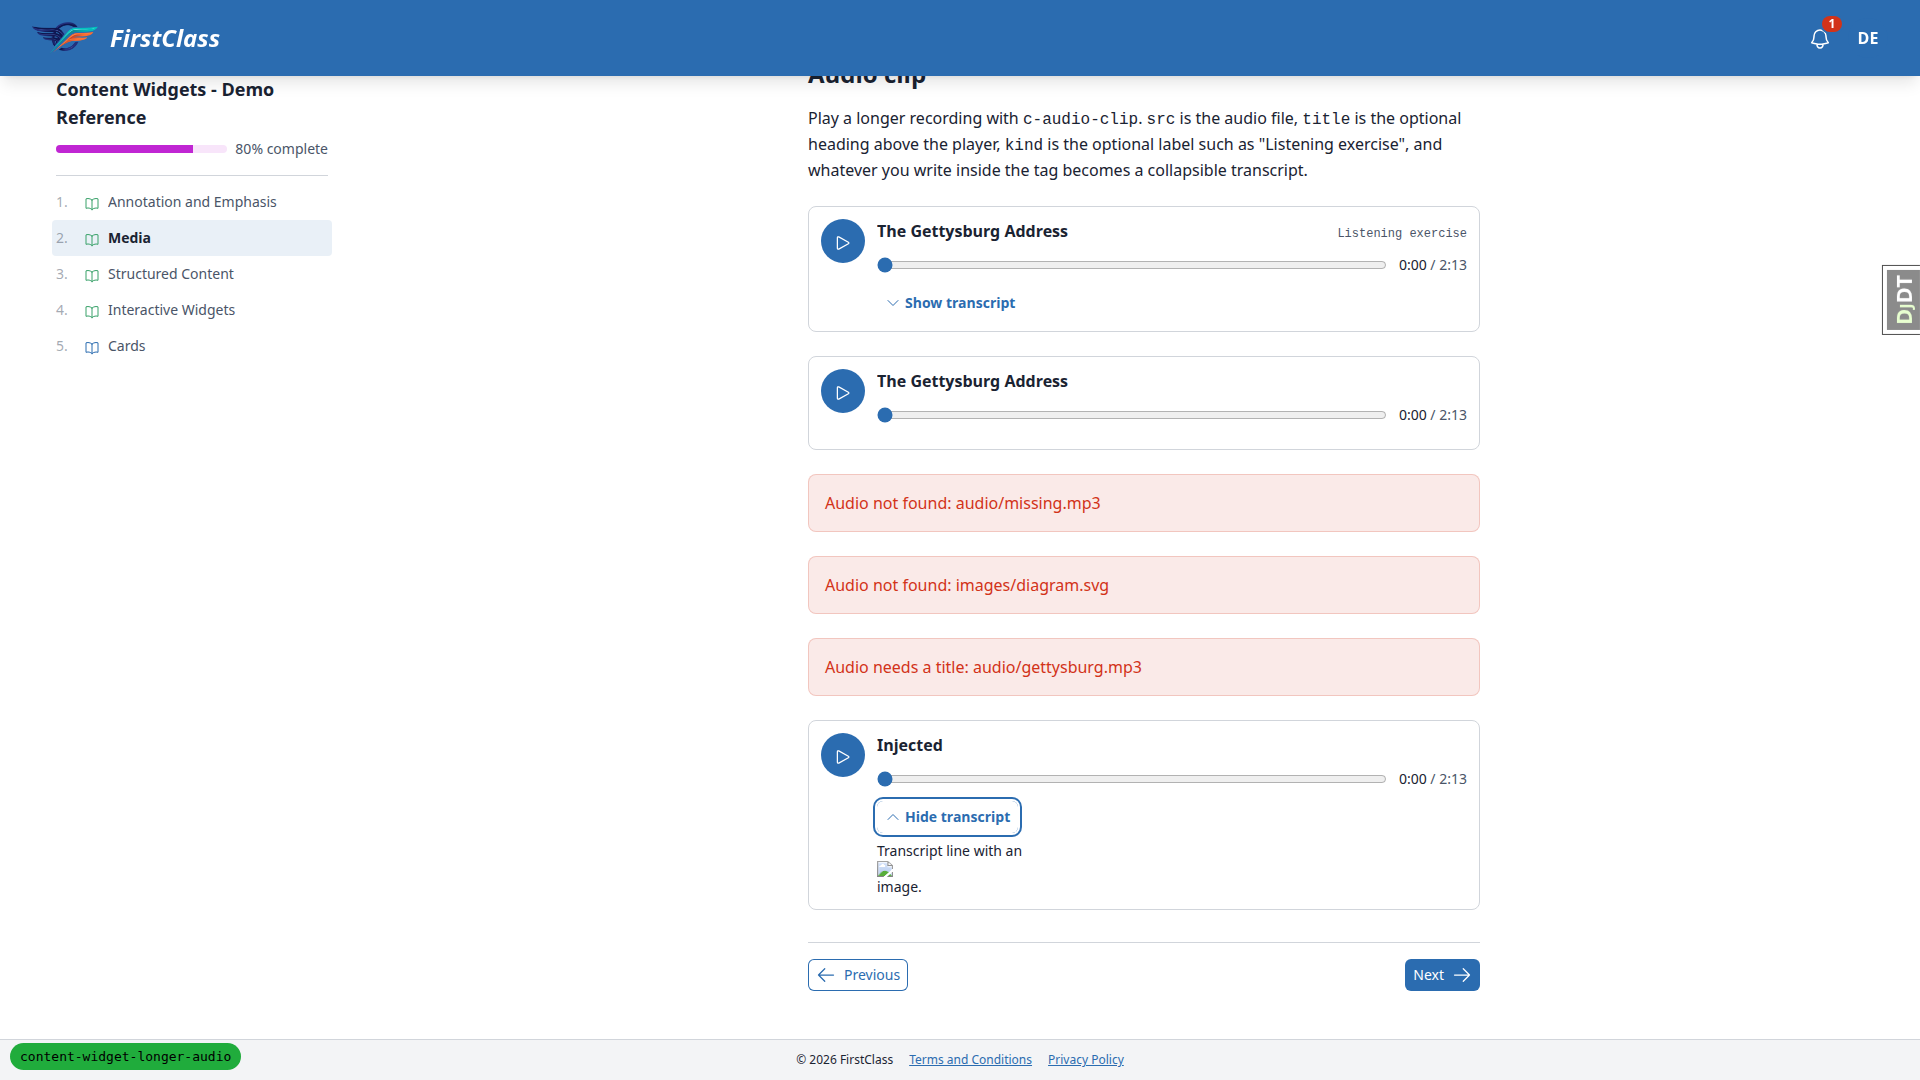 FirstClass
1
DE
Content Widgets - Demo
Reference
80% complete
1. Annotation and Emphasis
2. Media
3. Structured Content
4. Interactive Widgets
5. Cards
Audio clip
Play a longer recording with c-audio-clip. src is the audio file, title is the optional
heading above the player, kind is the optional label such as "Listening exercise", and
whatever you write inside the tag becomes a collapsible transcript.
The Gettysburg Address
Listening exercise
0:00 / 2:13
Show transcript
The Gettysburg Address
0:00 / 2:13
Audio not found: audio/missing.mp3
Audio not found: images/diagram.svg
Audio needs a title: audio/gettysburg.mp3
Injected
0:00 / 2:13
Hide transcript
Transcript line with an
image.
Previous
Next
DJDT
content-widget-longer-audio
© 2026 FirstClass
Terms and Conditions
Privacy Policy